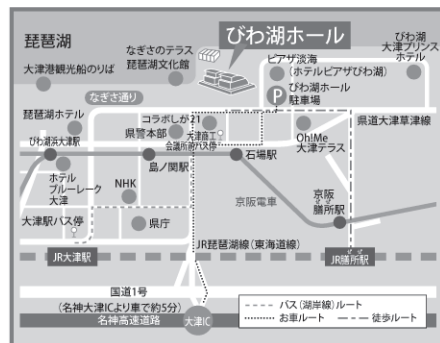 琵琶湖
びわ湖ホール
なぎさのテラス
琵琶湖文化館
大津港観光船のりば
なぎさ通り
ピアザ淡海
(ホテルピアザびわ湖)
びわ湖
大津プリンス
ホテル
P
びわ湖ホール
駐車場
琵琶湖ホテル
コラボしが21
県警本部
大津商工
会議所前バス停
Oh!Me
大津テラス
県道大津草津線
びわ湖浜大津駅
島ノ関駅
石場駅
ホテル
ブルーレーク
大津
NHK
京阪電車
京阪
膳所駅
大津駅バス停
県庁
JR琵琶湖線(東海道線)
JR大津駅
JR膳所駅
国道1号
(名神大津ICより車で約5分)
名神高速道路
大津IC
バス(湖岸線)ルート
お車ルート
徒歩ルート